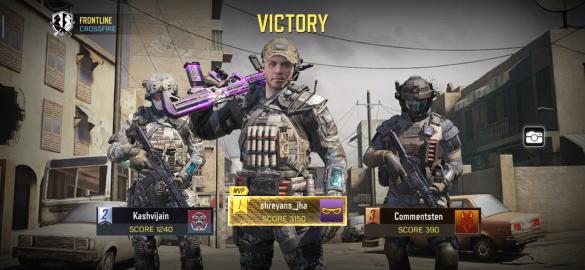 FRONTLINE
CROSSFIRE
VICTORY
MVP
shreyans_jha
SCORE 3150
2
Kashvijain
SCORE 1240
3
Commentsten
SCORE 390